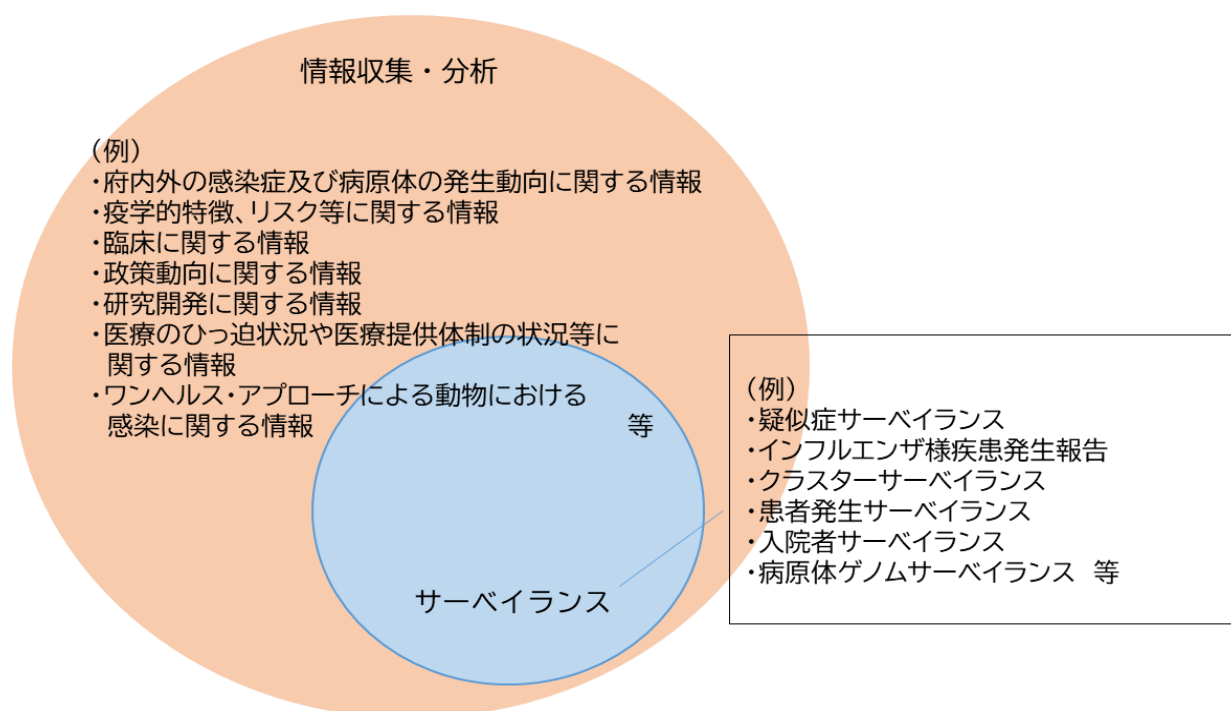 情報収集・分析
（例）
・府内外の感染症及び病原体の発生動向に関する情報
・疫学的特徴、リスク等に関する情報
・臨床に関する情報
・政策動向に関する情報
・研究開発に関する情報
・医療のひっ迫状況や医療提供体制の状況等に
関する情報
・ワンヘルス・アプローチによる動物における
感染に関する情報　等
サーベイランス
（例）
・疑似症サーベイランス
・インフルエンザ様疾患発生報告
・クラスターサーベイランス
・患者発生サーベイランス
・入院者サーベイランス
・病原体ゲノムサーベイランス　等